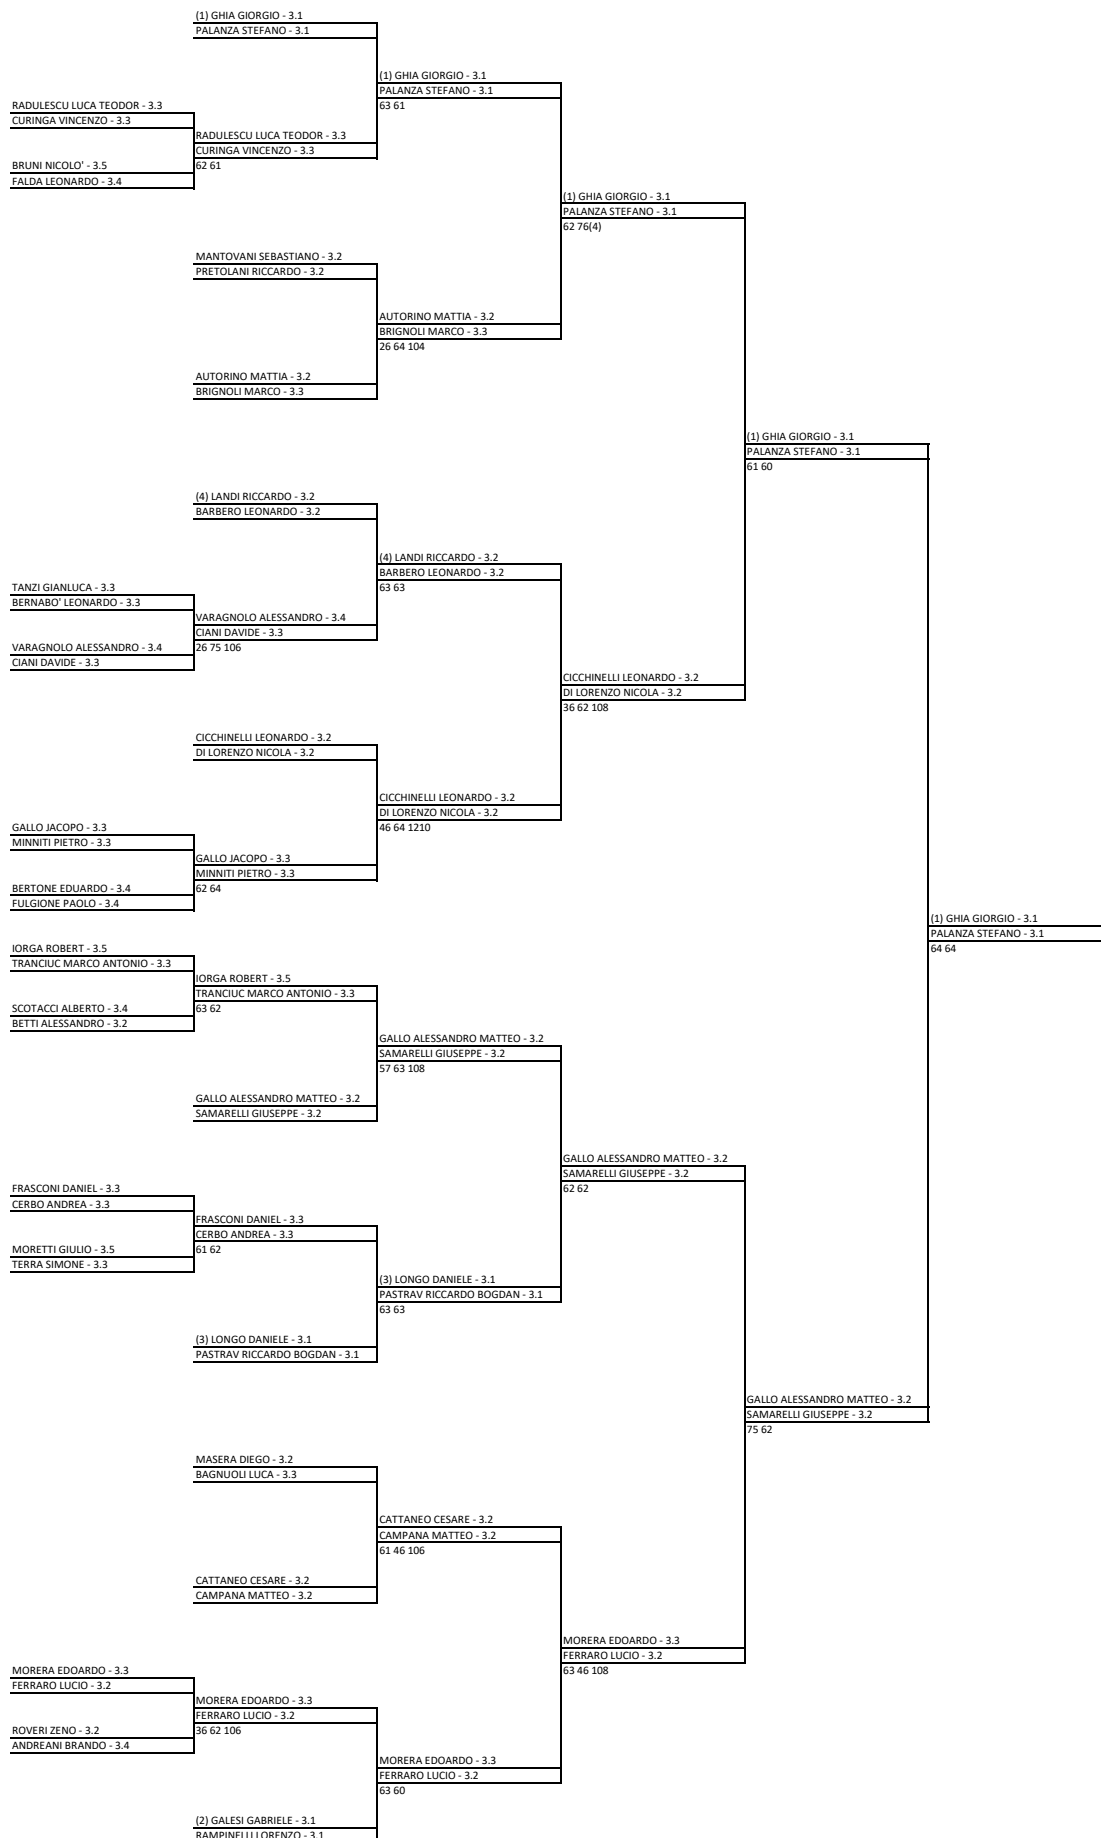 (1) GHIA GIORGIO - 3.1
PALANZA STEFANO - 3.1
(1) GHIA GIORGIO - 3.1
PALANZA STEFANO - 3.1
63 61
RADULESCU LUCA TEODOR - 3.3
CURINGA VINCENZO - 3.3
RADULESCU LUCA TEODOR - 3.3
CURINGA VINCENZO - 3.3
62 61
BRUNI NICOLO' - 3.5
FALDA LEONARDO - 3.4
(1) GHIA GIORGIO - 3.1
PALANZA STEFANO - 3.1
62 76(4)
MANTOVANI SEBASTIANO - 3.2
PRETOLANI RICCARDO - 3.2
AUTORINO MATTIA - 3.2
BRIGNOLI MARCO - 3.3
26 64 104
AUTORINO MATTIA - 3.2
BRIGNOLI MARCO - 3.3
(1) GHIA GIORGIO - 3.1
PALANZA STEFANO - 3.1
61 60
(4) LANDI RICCARDO - 3.2
BARBERO LEONARDO - 3.2
(4) LANDI RICCARDO - 3.2
BARBERO LEONARDO - 3.2
63 63
TANZI GIANLUCA - 3.3
BERNABO' LEONARDO - 3.3
VARAGNOLO ALESSANDRO - 3.4
CIANI DAVIDE - 3.3
26 75 106
VARAGNOLO ALESSANDRO - 3.4
CIANI DAVIDE - 3.3
CICCHINELLI LEONARDO - 3.2
DI LORENZO NICOLA - 3.2
36 62 108
CICCHINELLI LEONARDO - 3.2
DI LORENZO NICOLA - 3.2
CICCHINELLI LEONARDO - 3.2
DI LORENZO NICOLA - 3.2
46 64 1210
GALLO JACOPO - 3.3
MINNITI PIETRO - 3.3
GALLO JACOPO - 3.3
MINNITI PIETRO - 3.3
62 64
BERTONE EDUARDO - 3.4
FULGIONE PAOLO - 3.4
(1) GHIA GIORGIO - 3.1
PALANZA STEFANO - 3.1
64 64
IORGA ROBERT - 3.5
TRANCIUC MARCO ANTONIO - 3.3
IORGA ROBERT - 3.5
TRANCIUC MARCO ANTONIO - 3.3
63 62
SCOTACCI ALBERTO - 3.4
BETTI ALESSANDRO - 3.2
GALLO ALESSANDRO MATTEO - 3.2
SAMARELLI GIUSEPPE - 3.2
57 63 108
GALLO ALESSANDRO MATTEO - 3.2
SAMARELLI GIUSEPPE - 3.2
GALLO ALESSANDRO MATTEO - 3.2
SAMARELLI GIUSEPPE - 3.2
62 62
FRASCONI DANIEL - 3.3
CERBO ANDREA - 3.3
FRASCONI DANIEL - 3.3
CERBO ANDREA - 3.3
61 62
MORETTI GIULIO - 3.5
TERRA SIMONE - 3.3
(3) LONGO DANIELE - 3.1
PASTRAV RICCARDO BOGDAN - 3.1
63 63
(3) LONGO DANIELE - 3.1
PASTRAV RICCARDO BOGDAN - 3.1
GALLO ALESSANDRO MATTEO - 3.2
SAMARELLI GIUSEPPE - 3.2
75 62
MASERA DIEGO - 3.2
BAGNUOLI LUCA - 3.3
CATTANEO CESARE - 3.2
CAMPANA MATTEO - 3.2
61 46 106
CATTANEO CESARE - 3.2
CAMPANA MATTEO - 3.2
MORERA EDOARDO - 3.3
FERRARO LUCIO - 3.2
63 46 108
MORERA EDOARDO - 3.3
FERRARO LUCIO - 3.2
MORERA EDOARDO - 3.3
FERRARO LUCIO - 3.2
36 62 106
ROVERI ZENO - 3.2
ANDREANI BRANDO - 3.4
MORERA EDOARDO - 3.3
FERRARO LUCIO - 3.2
63 60
(2) GALESI GABRIELE - 3.1
RAMPINELLI LORENZO - 3.1